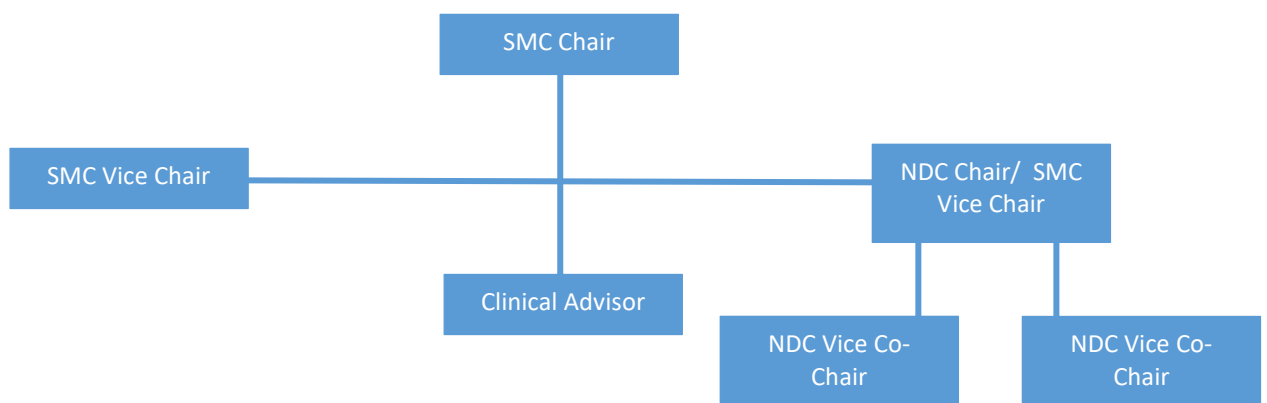 SMC Chair
SMC Vice Chair
NDC Chair/ SMC
Vice Chair
Clinical Advisor
NDC Vice Co-
Chair
NDC Vice Co-
Chair